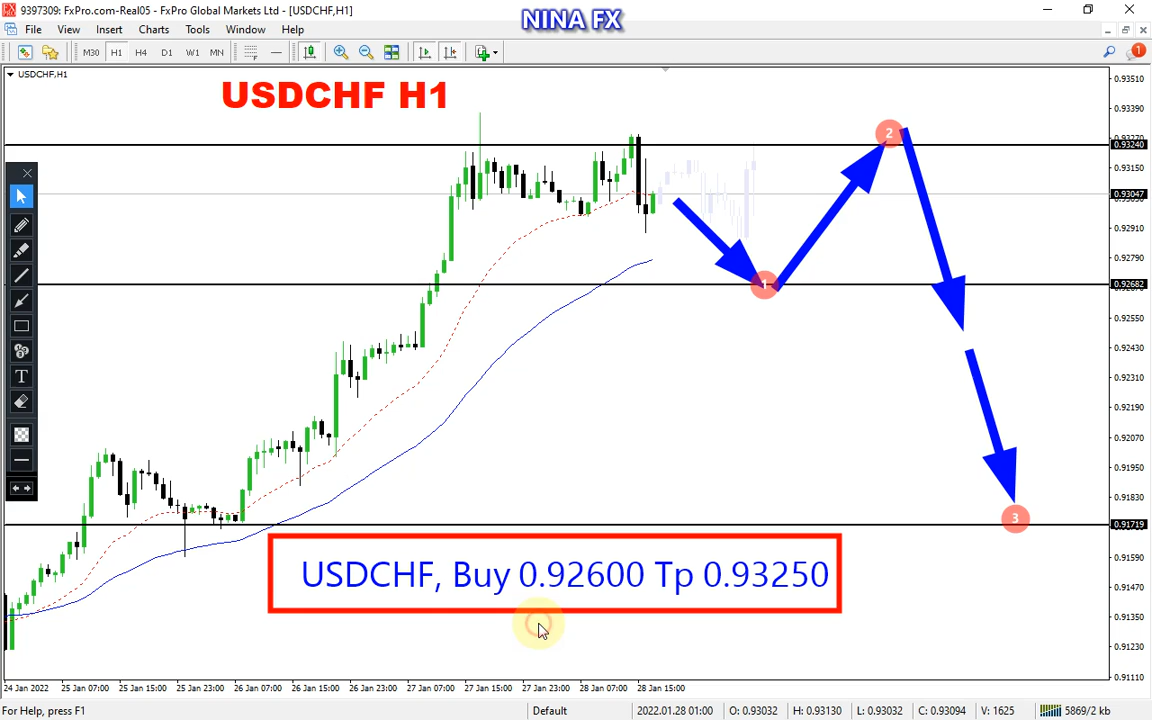 9397309: FxPro.com-Real05 - FxPro Global Markets Ltd - [USDCHF,H1]
NINA FX
File View Insert Charts Tools Window Help
M30 H1 H4 D1 W1 MN
1
USDCHF,H1
USDCHF H1
0.93510
0.93390
0.93270
0.93240
0.93150
0.93047
0.92910
0.92790
0.92682
0.92550
0.92430
0.92310
0.92190
0.92070
0.91950
0.91830
0.91719
0.91590
0.91470
0.91350
0.91230
0.91110
2
1
3
T
USDCHF, Buy 0.92600 Tp 0.93250
24 Jan 2022 25 Jan 07:00 25 Jan 15:00 25 Jan 23:00 26 Jan 07:00 26 Jan 15:00 26 Jan 23:00 27 Jan 07:00 27 Jan 15:00 27 Jan 23:00 28 Jan 07:00 28 Jan 15:00
For Help, press F1 Default 2022.01.28 01:00 O: 0.93032 H: 0.93130 L: 0.93032 C: 0.93094 V: 1625 5869/2 kb